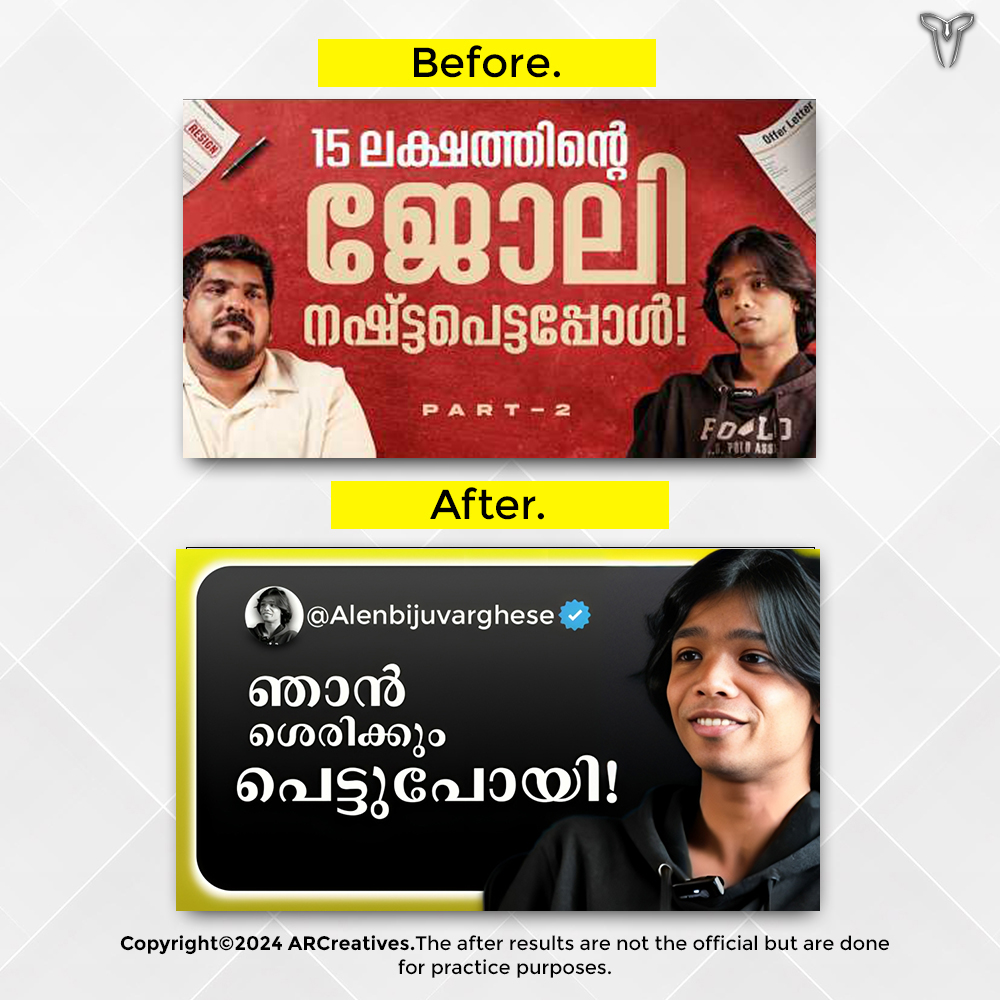 Before.
RESIGN
Offer Letter
15 ലക്ഷത്തിന്റെ
ജോലി
നഷ്ട്ടപെട്ടപ്പോൾ!
PART-2
After.
@Alenbijuvarghese
ഞാൻ
ശെരിക്കും
പെട്ടുപോയി!
Copyright©2024 ARCreatives.The after results are not the official but are done
for practice purposes.